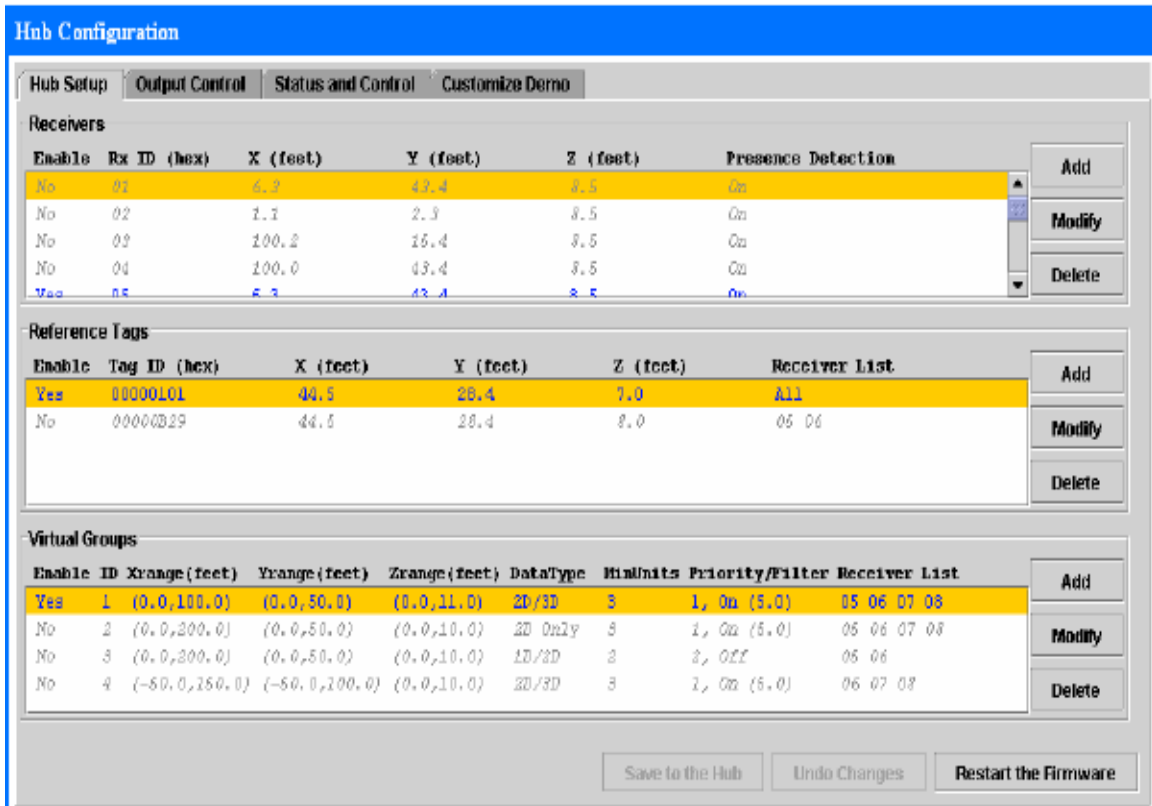 Hub Configuration
Hub Setup Output Control Status and Control Customize Demo
Receivers
Enable Rx ID (hex) X (feet) Y (feet) Z (feet) Presence Detection
No 01 6.3 43.4 8.5 On
No 02 1.1 2.3 8.5 On
No 03 100.2 16.4 8.5 On
No 04 100.0 43.4 8.5 On
Yes 05 6.3 43.4 8.5 On
Add
Modify
Delete
Reference Tags
Enable Tag ID (hex) X (feet) Y (feet) Z (feet) Receiver List
Yes 00000101 44.5 28.4 7.0 All
No 00000B29 44.5 28.4 8.0 05 06
Add
Modify
Delete
Virtual Groups
Enable ID Xrange(feet) Yrange(feet) Zrange(feet) DataType MinUnits Priority/Filter Receiver List
Yes 1 (0.0,100.0) (0.0,50.0) (0.0,11.0) 2D/3D 3 1, On (5.0) 05 06 07 08
No 2 (0.0,200.0) (0.0,50.0) (0.0,10.0) 2D Only 3 1, On (5.0) 05 06 07 08
No 3 (0.0,200.0) (0.0,50.0) (0.0,10.0) 1D/2D 2 2, Off 05 06
No 4 (-50.0,150.0) (-50.0,100.0) (0.0,10.0) 2D/3D 3 1, On (5.0) 06 07 08
Add
Modify
Delete
Save to the Hub Undo Changes Restart the Firmware